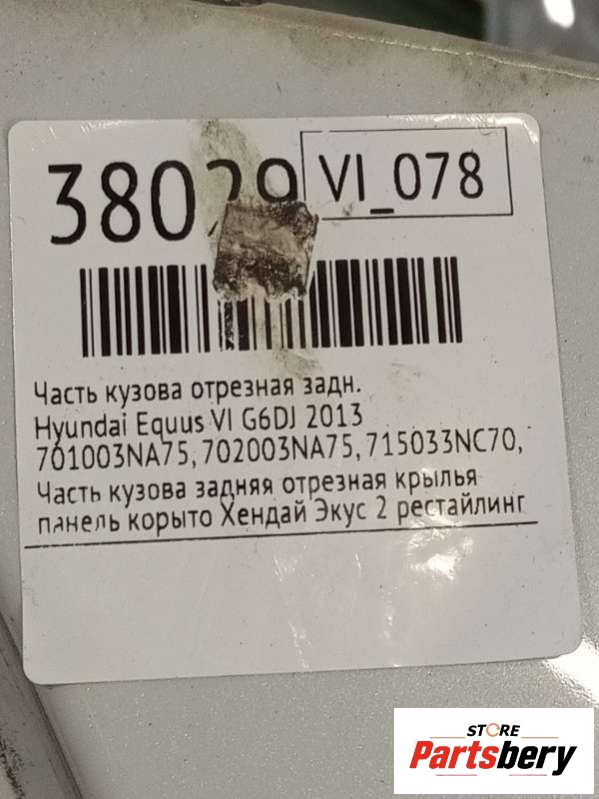 38029
VI_078
Часть кузова отрезная задн.
Hyundai Equus VI G6DJ 2013
701003NA75, 702003NA75, 715033NC70,
Часть кузова задняя отрезная крылья
панель корыто Хендай Экус 2 рестайлинг
STORE
Partsbery